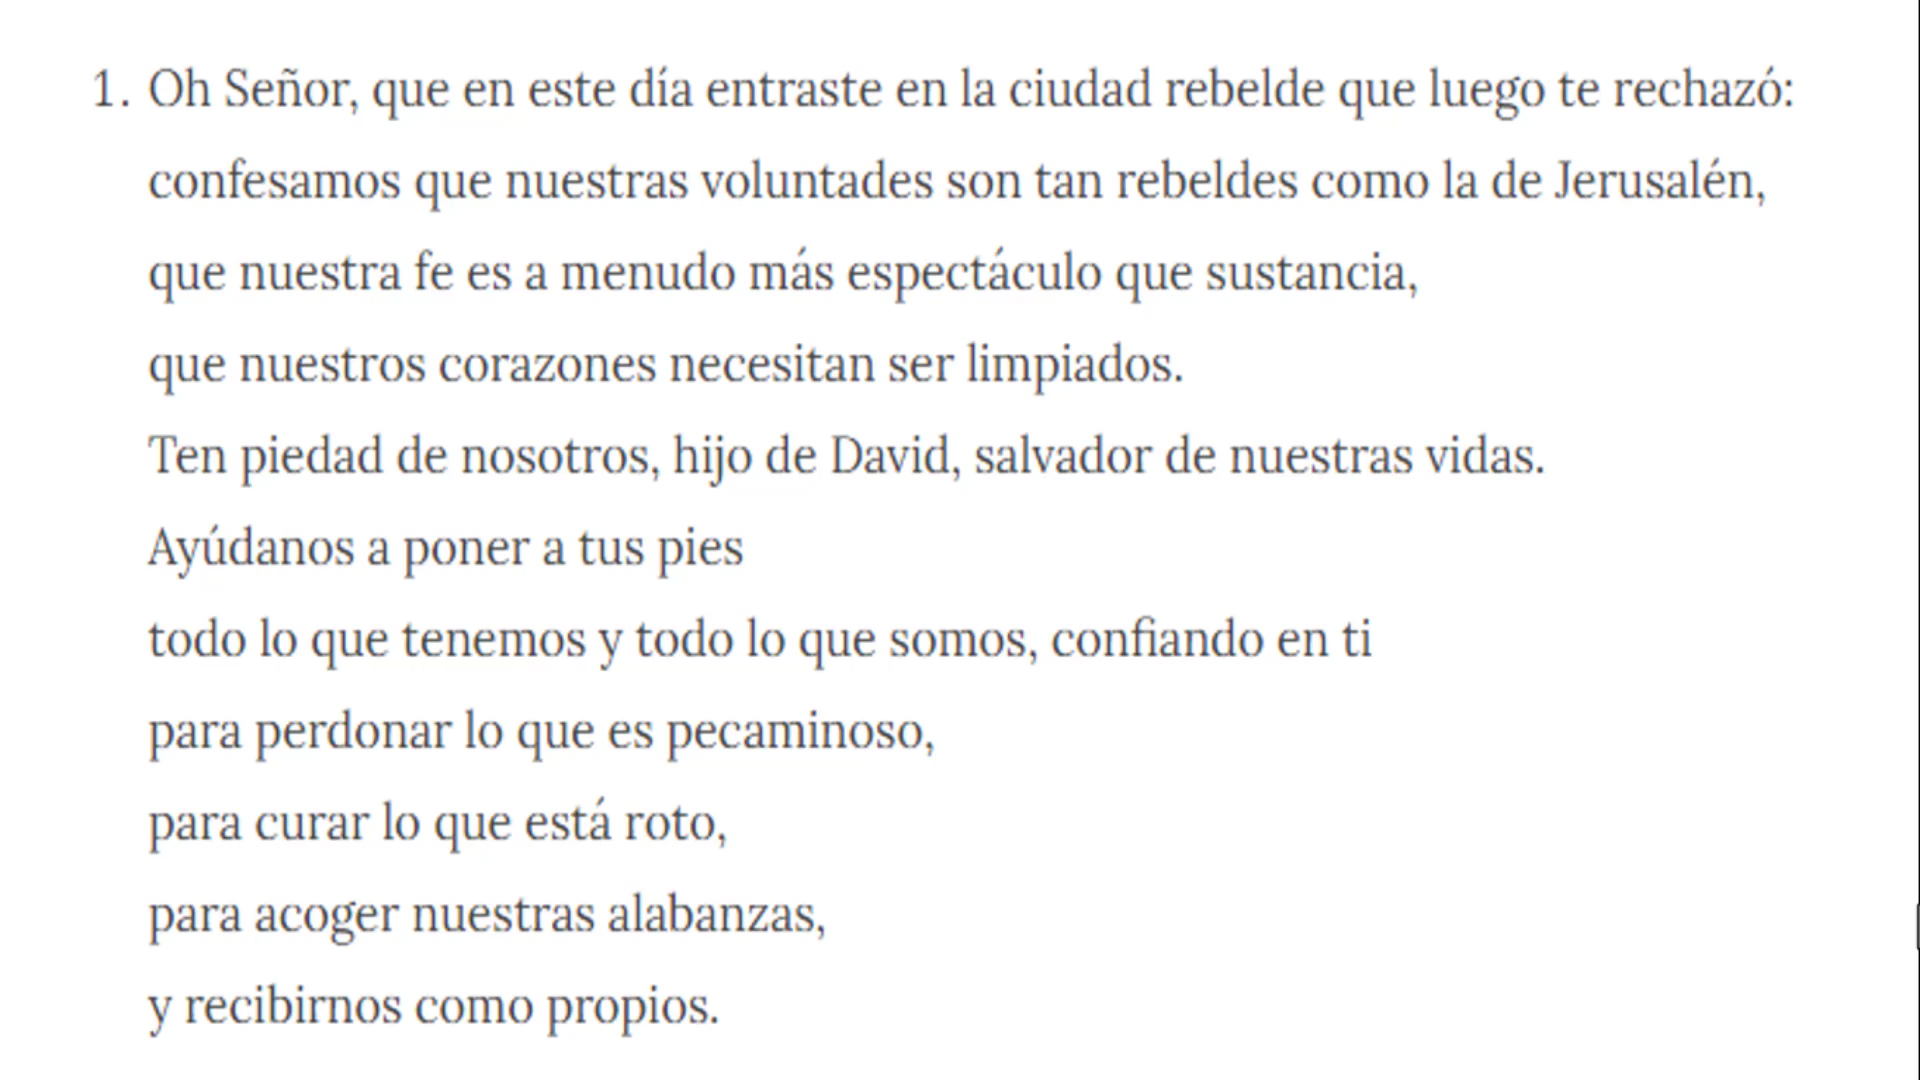 1. Oh Señor, que en este día entraste en la ciudad rebelde que luego te rechazó:
confesamos que nuestras voluntades son tan rebeldes como la de Jerusalén,
que nuestra fe es a menudo más espectáculo que sustancia,
que nuestros corazones necesitan ser limpiados.
Ten piedad de nosotros, hijo de David, salvador de nuestras vidas.
Ayúdanos a poner a tus pies
todo lo que tenemos y todo lo que somos, confiando en ti
para perdonar lo que es pecaminoso,
para curar lo que está roto,
para acoger nuestras alabanzas,
y recibirnos como propios.